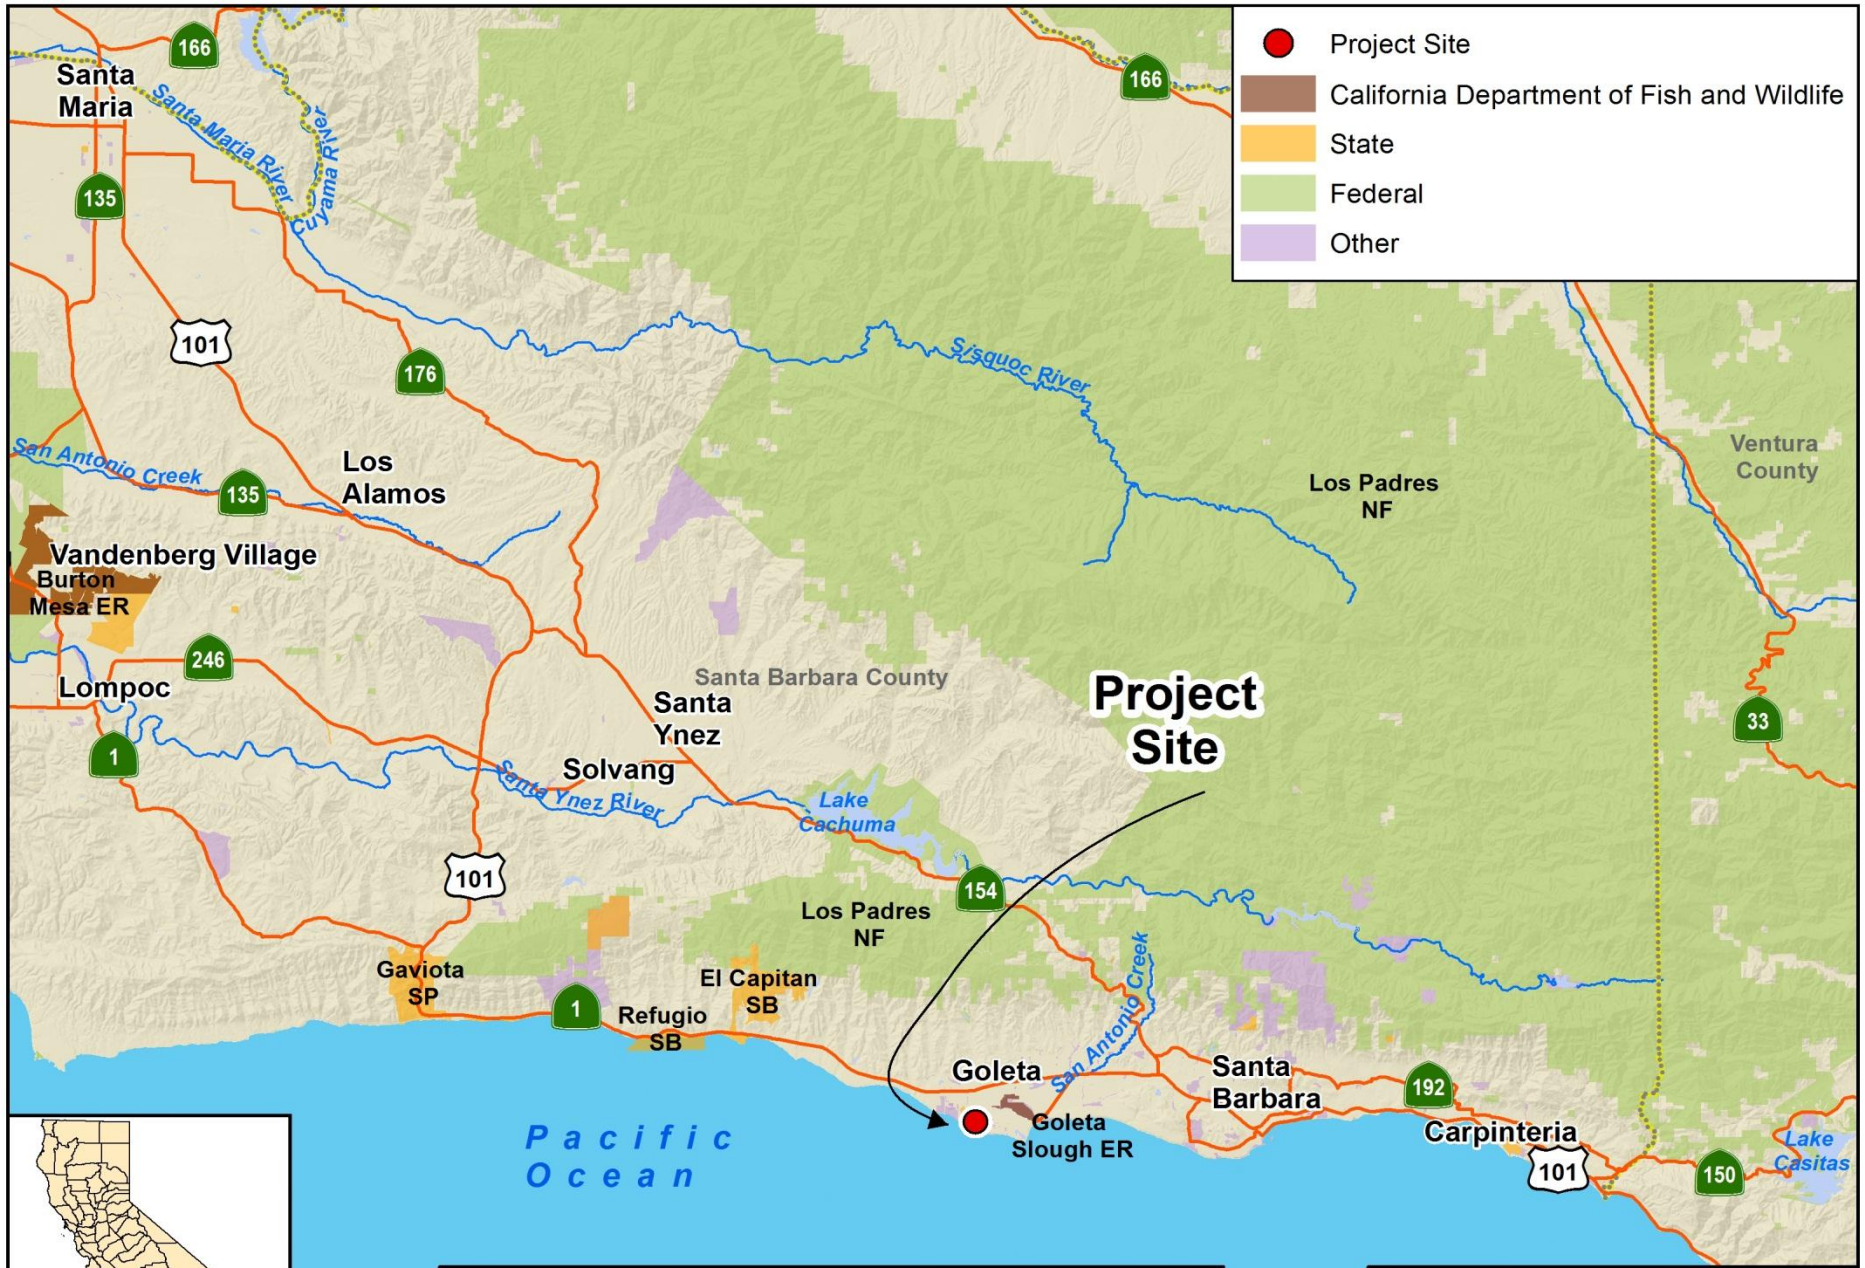 166
Santa
Maria
Santa Maria River
Cuyama River
135
166
Project Site
California Department of Fish and Wildlife
State
Federal
Other
101
176
Sisquoc River
San Antonio Creek
135
Los
Alamos
Los Padres
NF
Ventura
County
Vandenberg Village
Burton
Mesa ER
246
Lompoc
1
Santa Barbara County
Santa
Ynez
Solvang
Santa Ynez River
Project
Site
33
Lake
Cachuma
101
154
Los Padres
NF
Gaviota
SP
1
Refugio
SB
El Capitan
SB
San Antonio Creek
Goleta
Goleta
Slough ER
Santa
Barbara
192
Carpinteria
101
150
Lake
Casitas
Pacific
Ocean